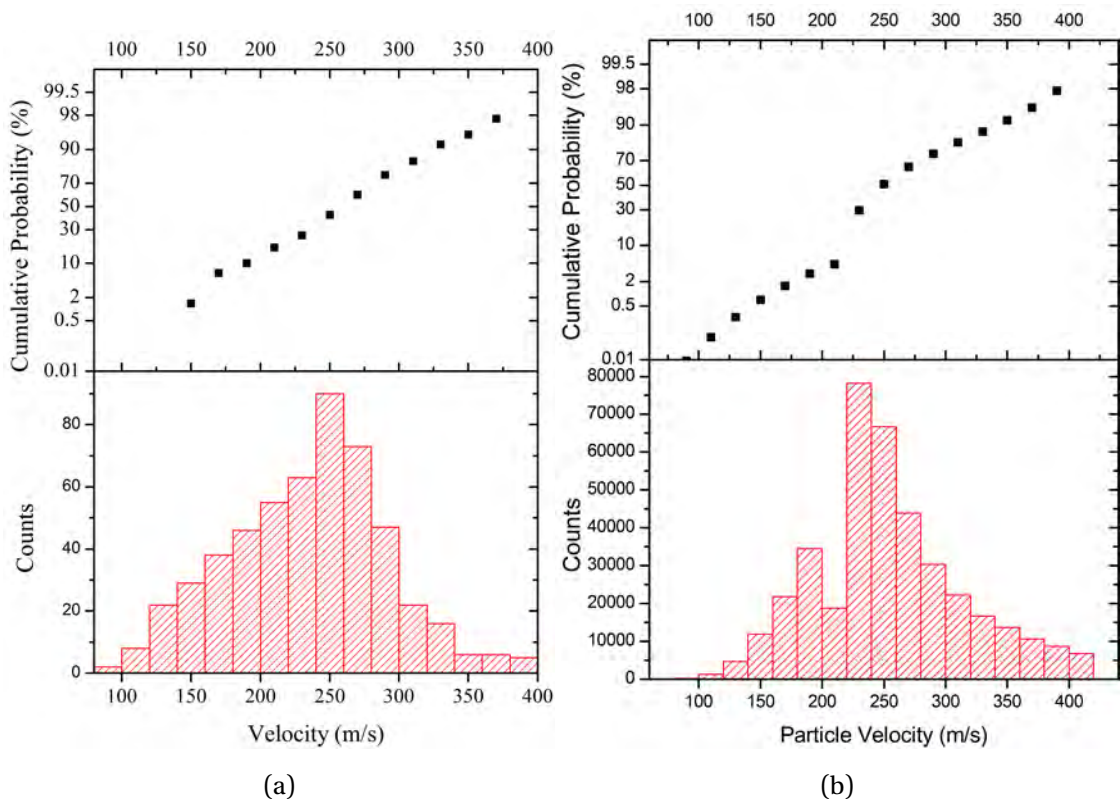 100 150 200 250 300 350 400
99.5
98
90
70
50
30
10
2
0.5
0.01
Cumulative Probability (%)
80
60
40
20
0
Counts
100 150 200 250 300 350 400
Velocity (m/s)
(a)
100 150 200 250 300 350 400
99.5
98
90
70
50
30
10
2
0.5
0.01
Cumulative Probability (%)
80000
70000
60000
50000
40000
30000
20000
10000
0
Counts
100 150 200 250 300 350 400
Particle Velocity (m/s)
(b)